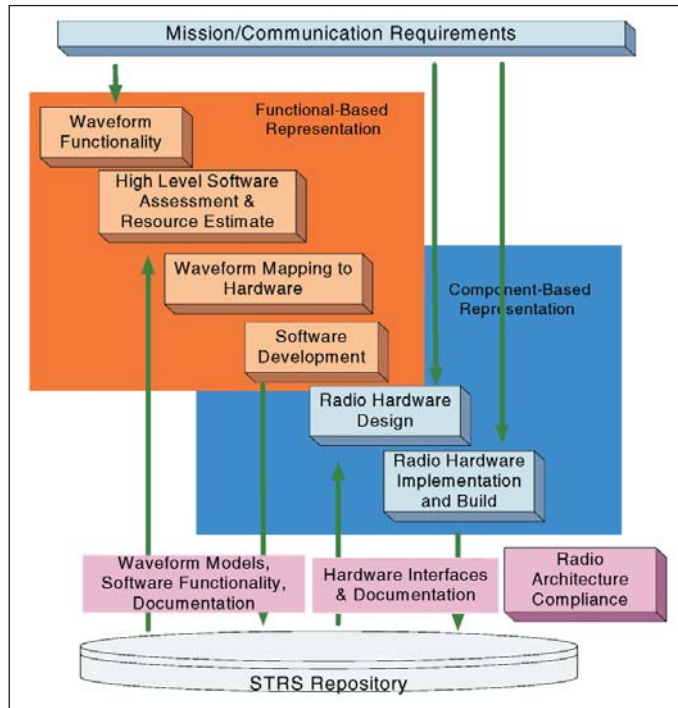 Mission/Communication Requirements
Functional-Based
Representation
Waveform
Functionality
High Level Software
Assessment &
Resource Estimate
Waveform Mapping to
Hardware
Component-Based
Representation
Software
Development
Radio Hardware
Design
Radio Hardware
Implementation
and Build
Waveform Models,
Software Functionality,
Documentation
Hardware Interfaces
& Documentation
Radio
Architecture
Compliance
STRS Repository